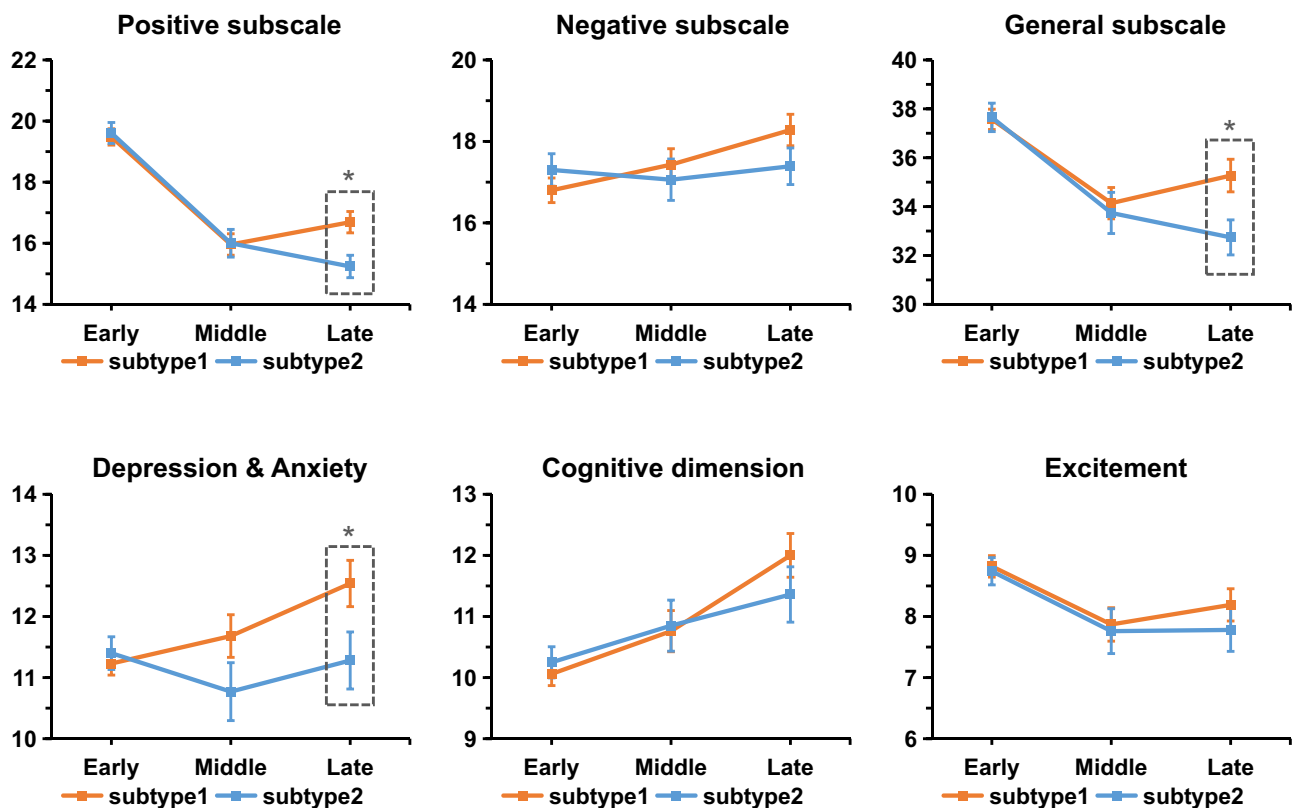 Positive subscale
22
20
18
16
14
*
Early Middle Late
subtype1 subtype2
Negative subscale
20
18
16
14
Early Middle Late
subtype1 subtype2
General subscale
40
38
36
34
32
30
*
Early Middle Late
subtype1 subtype2
Depression & Anxiety
14
13
12
11
10
*
Early Middle Late
subtype1 subtype2
Cognitive dimension
13
12
11
10
9
Early Middle Late
subtype1 subtype2
Excitement
10
9
8
7
6
Early Middle Late
subtype1 subtype2